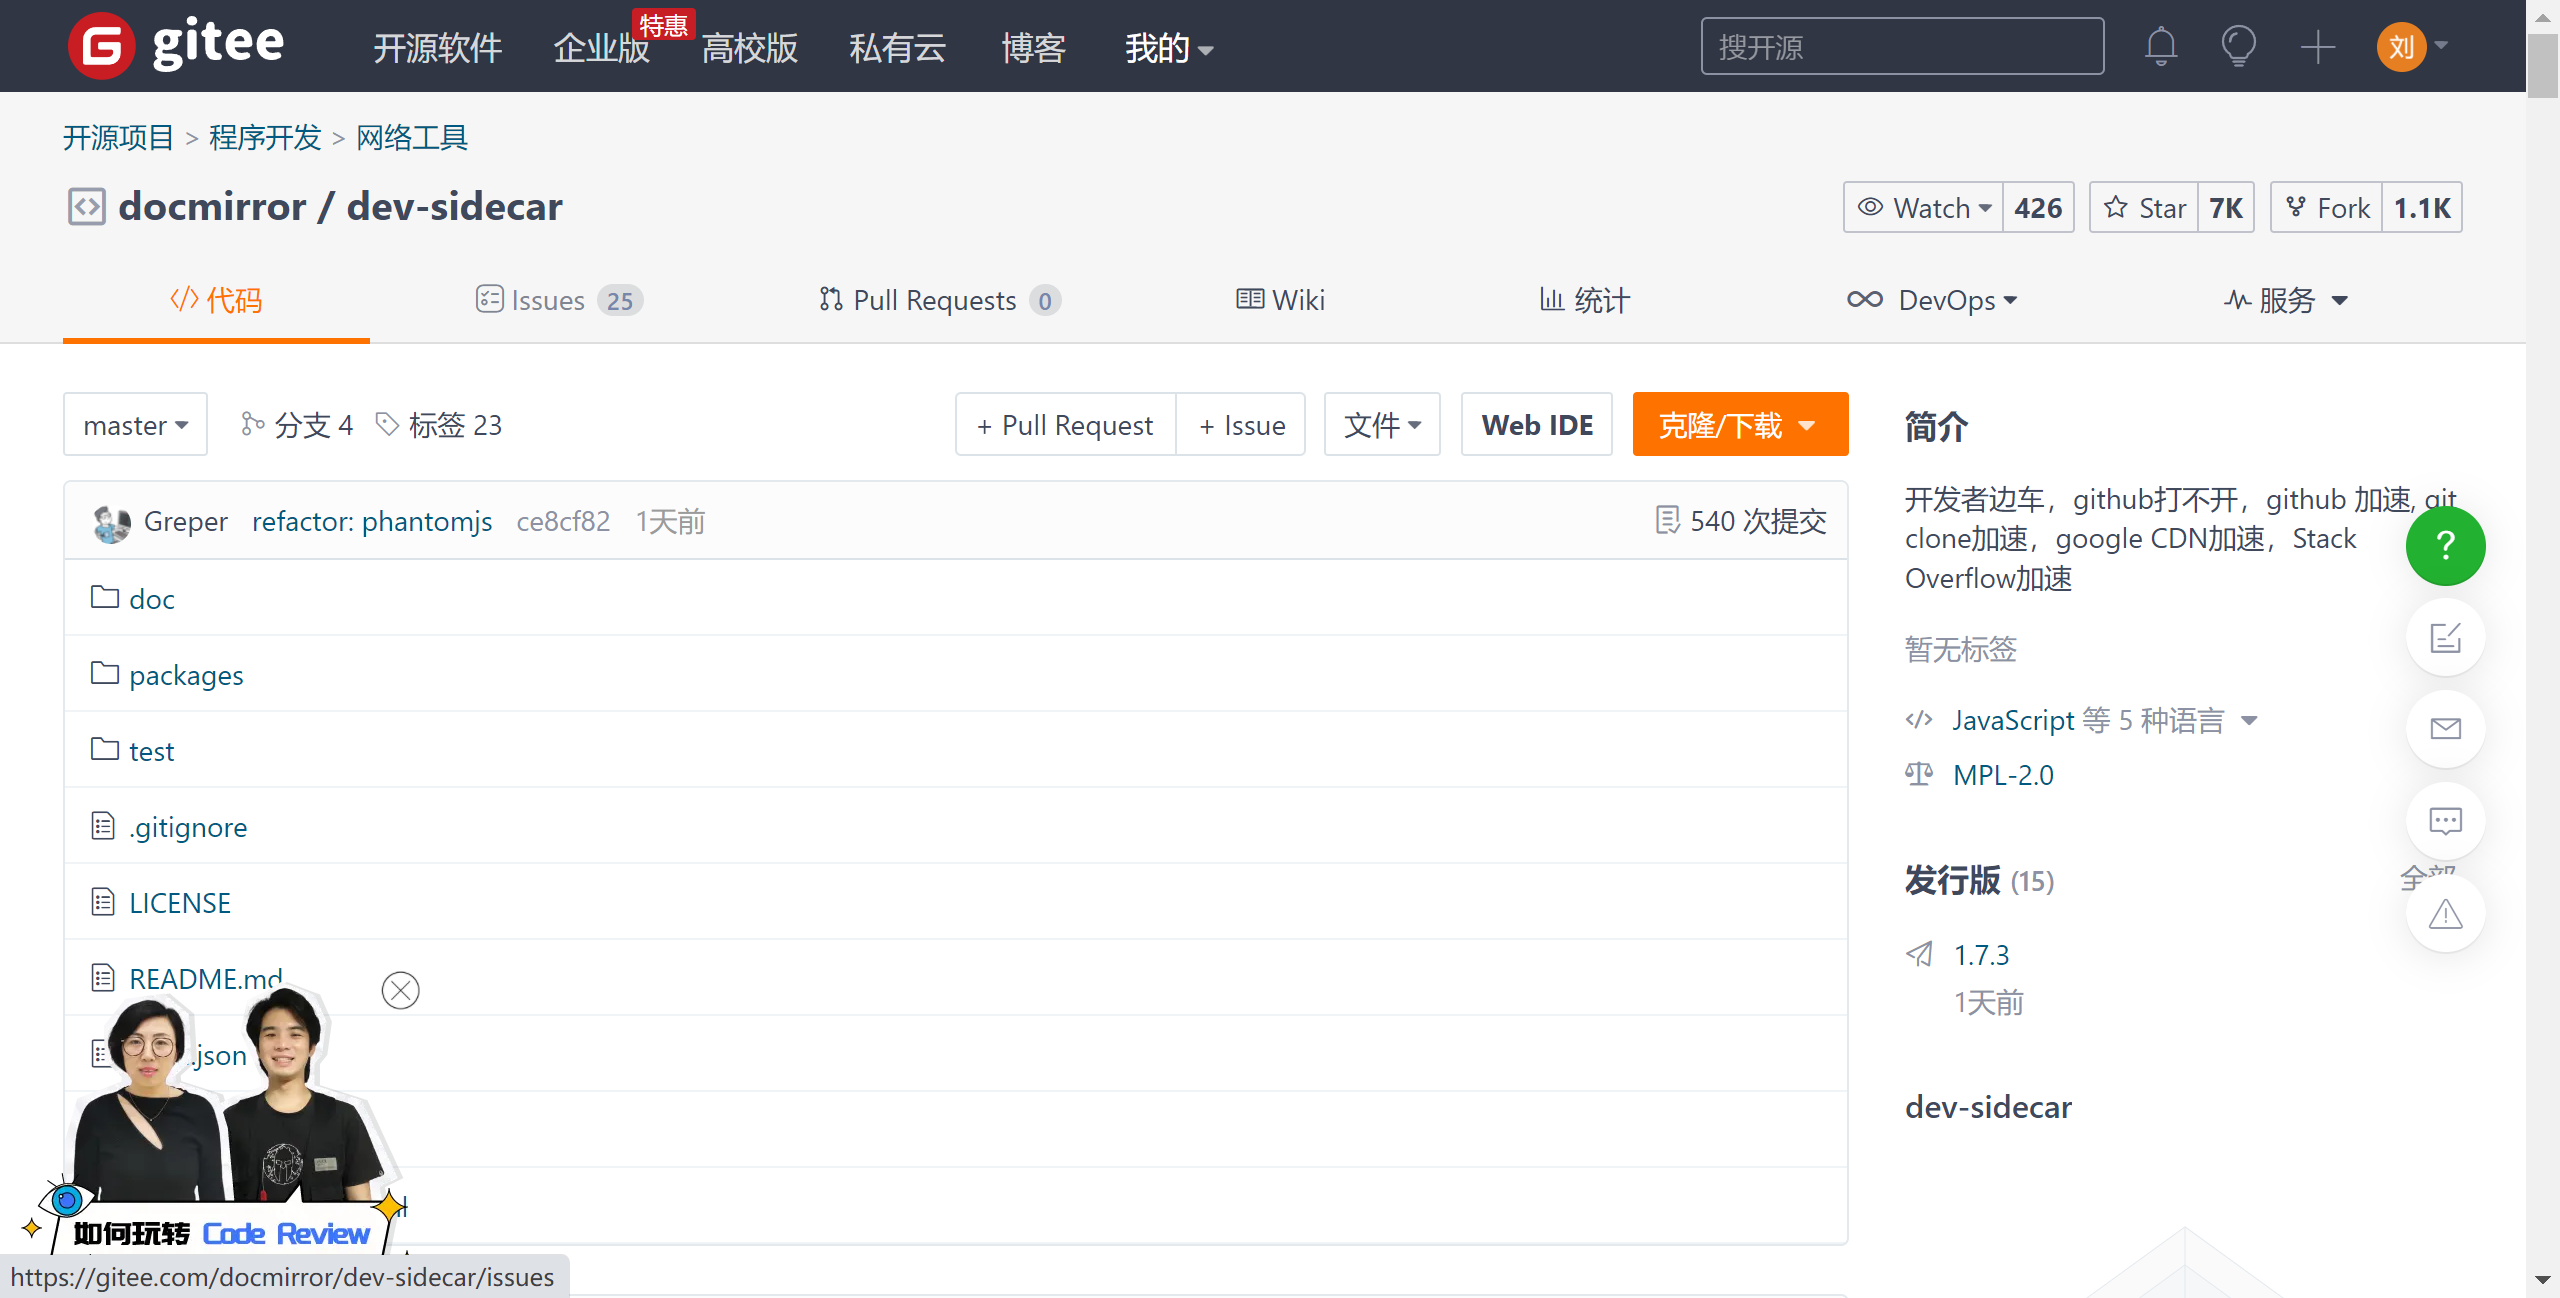 gitee 开源软件 企业版 特惠 高校版 私有云 博客 我的 搜开源 刘
开源项目 > 程序开发 > 网络工具
docmirror / dev-sidecar Watch 426 Star 7K Fork 1.1K
代码 Issues 25 Pull Requests 0 Wiki 统计 DevOps 服务
master 分支 4 标签 23 + Pull Request + Issue 文件 Web IDE 克隆/下载
Greper refactor: phantomjs ce8cf82 1天前 540 次提交
doc
packages
test
.gitignore
LICENSE
README.md
.json
如何玩转 Code Review
https://gitee.com/docmirror/dev-sidecar/issues
简介
开发者边车，github打不开，github 加速, git
clone加速，google CDN加速，Stack
Overflow加速
暂无标签
JavaScript 等 5 种语言
MPL-2.0
发行版 (15) 全部
1.7.3
1天前
dev-sidecar